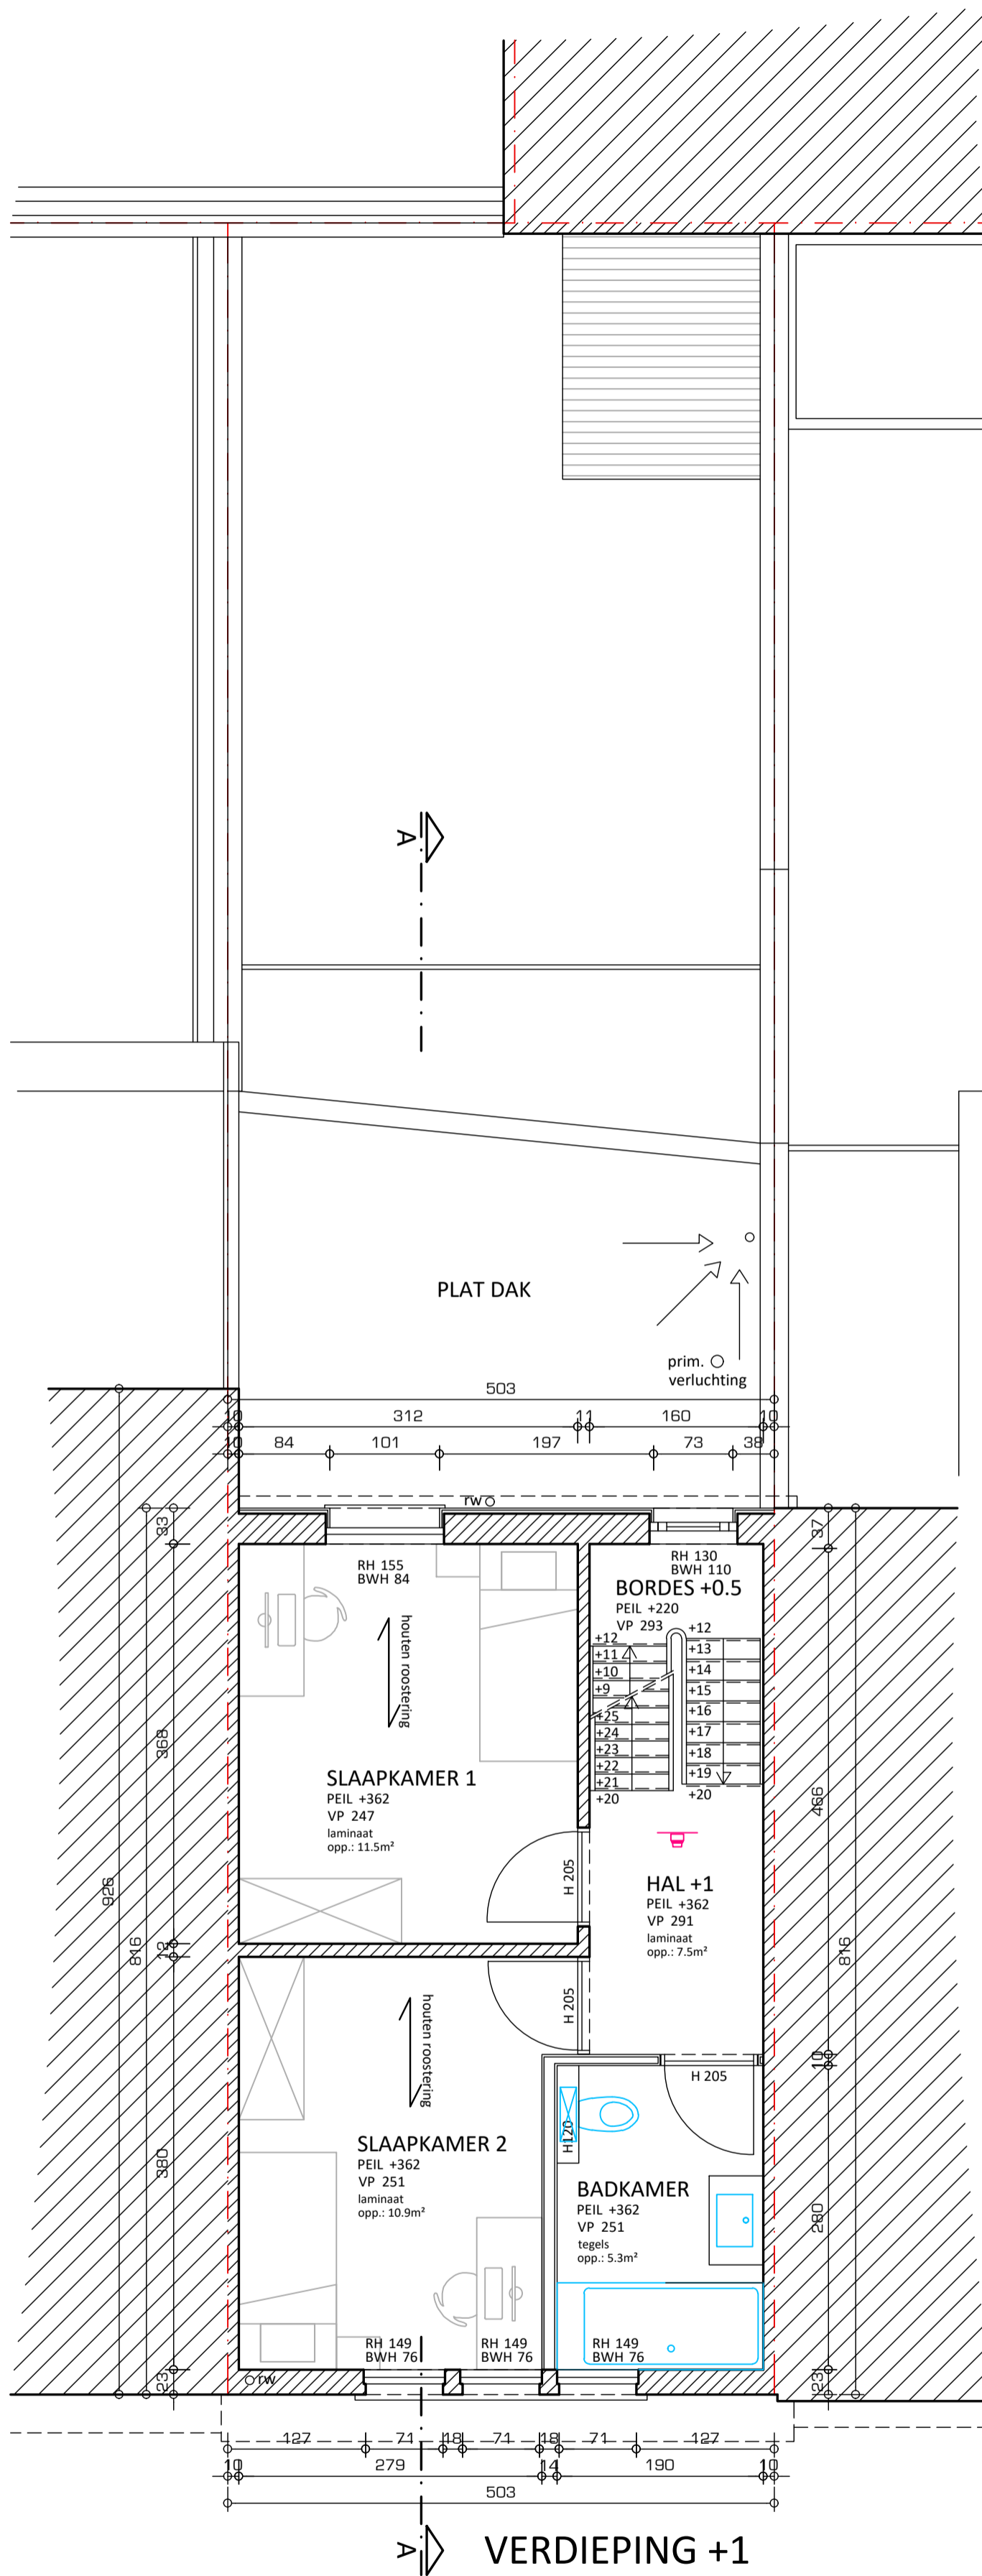 A
PLAT DAK
prim.
verluchting
503
10 312 11 160 10
10 84 101 197 73 38
rw
33
37
RH 155
BWH 84
RH 130
BWH 110
BORDES +0.5
PEIL +220
VP 293
houten roostering
+12
+11
+10
+9
+25
+24
+23
+22
+21
+20
+12
+13
+14
+15
+16
+17
+18
+19
+20
368
466
SLAAPKAMER 1
PEIL +362
VP 247
laminaat
opp.: 11.5m²
H 205
HAL +1
PEIL +362
VP 291
laminaat
opp.: 7.5m²
926
816
12
816
houten roostering
H 205
10
H 205
H120
SLAAPKAMER 2
PEIL +362
VP 251
laminaat
opp.: 10.9m²
380
280
BADKAMER
PEIL +362
VP 251
tegels
opp.: 5.3m²
RH 149
BWH 76
RH 149
BWH 76
RH 149
BWH 76
rw
23
23
127 71 18 71 18 71 127
10 279 14 190 10
503
A
VERDIEPING +1